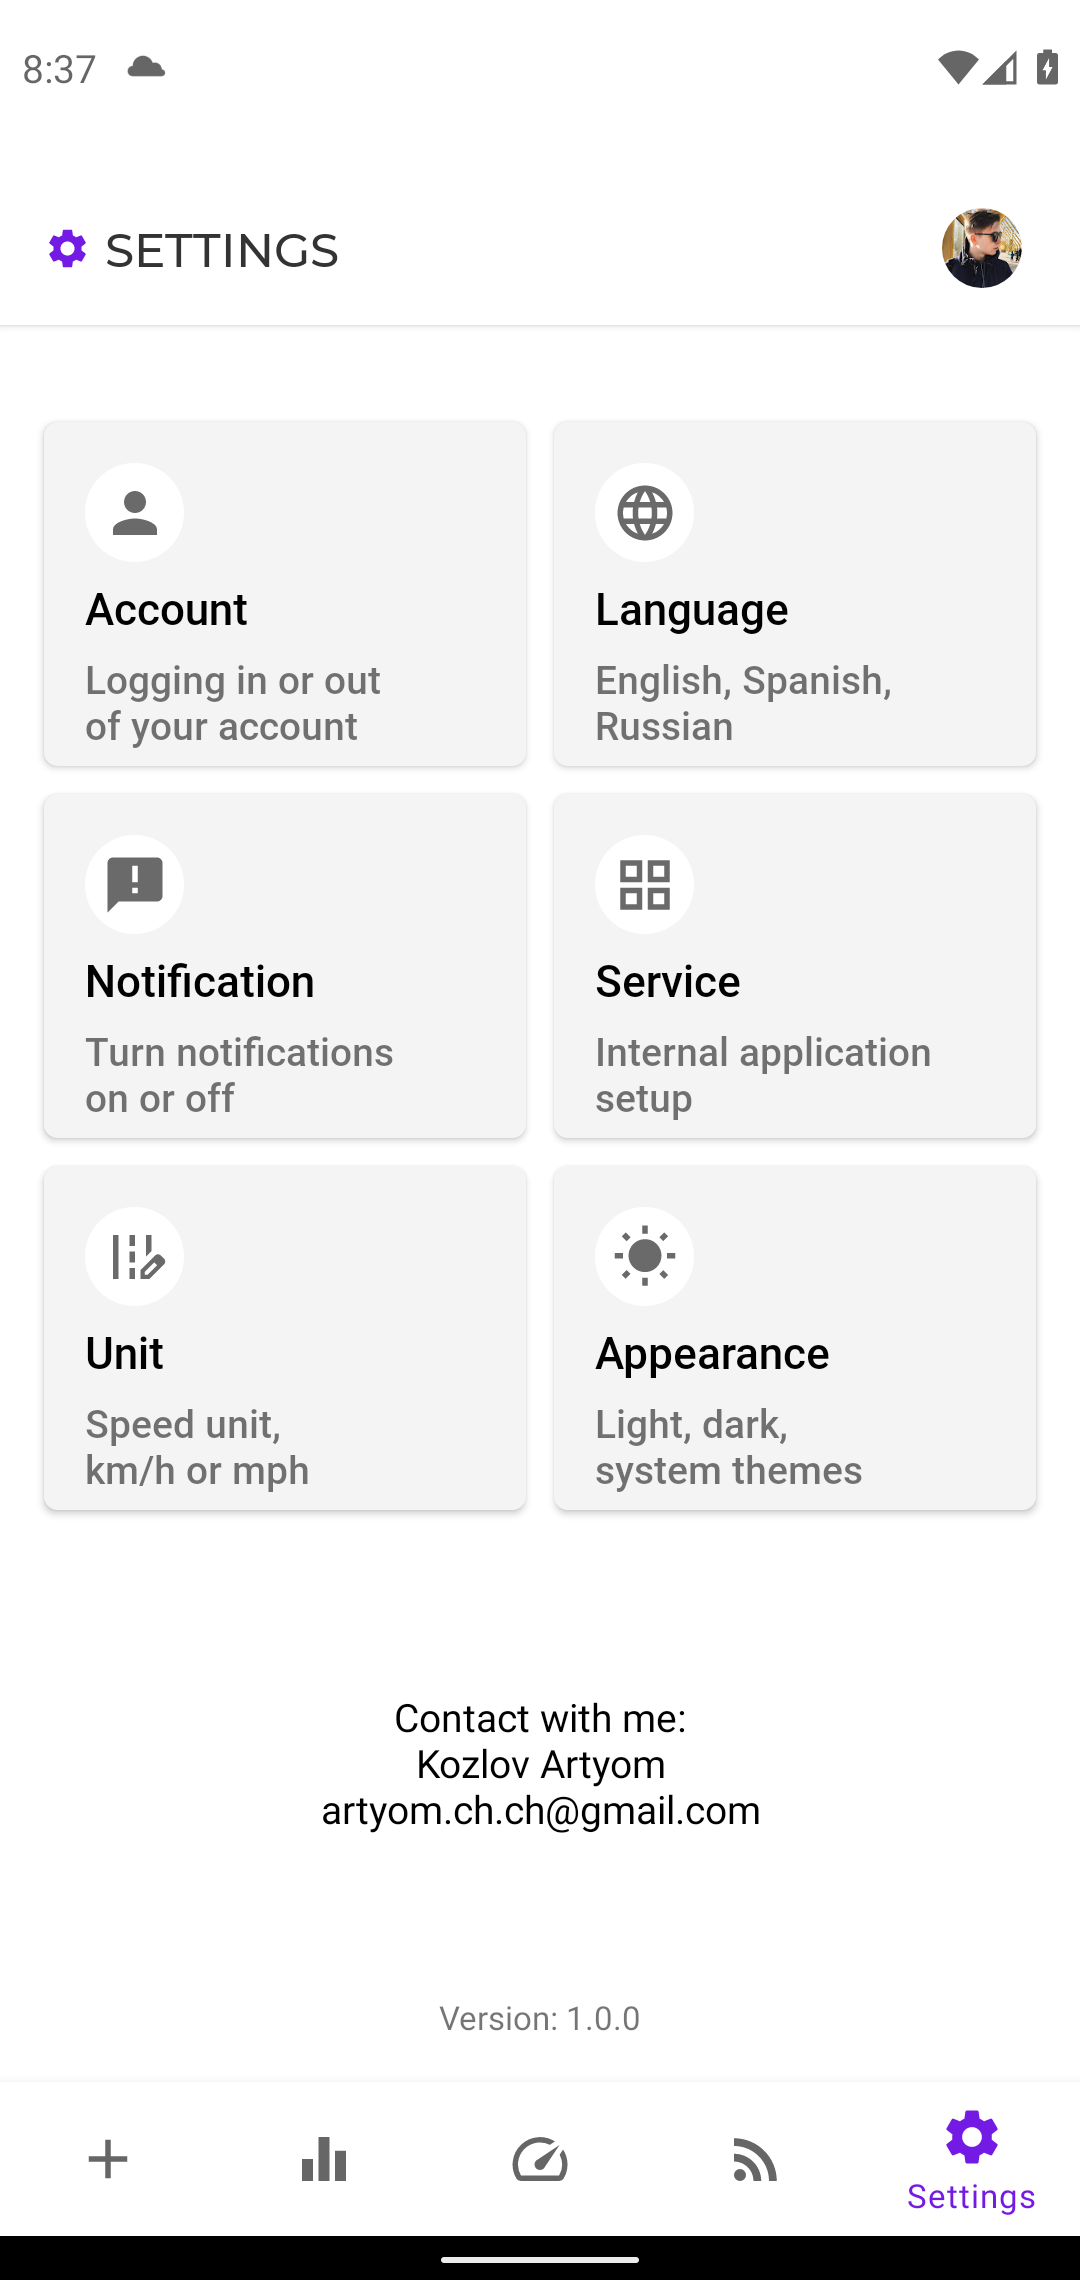 8:37
SETTINGS
Account
Logging in or out
of your account
Language
English, Spanish,
Russian
Notification
Turn notifications
on or off
Service
Internal application
setup
Unit
Speed unit,
km/h or mph
Appearance
Light, dark,
system themes
Contact with me:
Kozlov Artyom
artyom.ch.ch@gmail.com
Version: 1.0.0
Settings